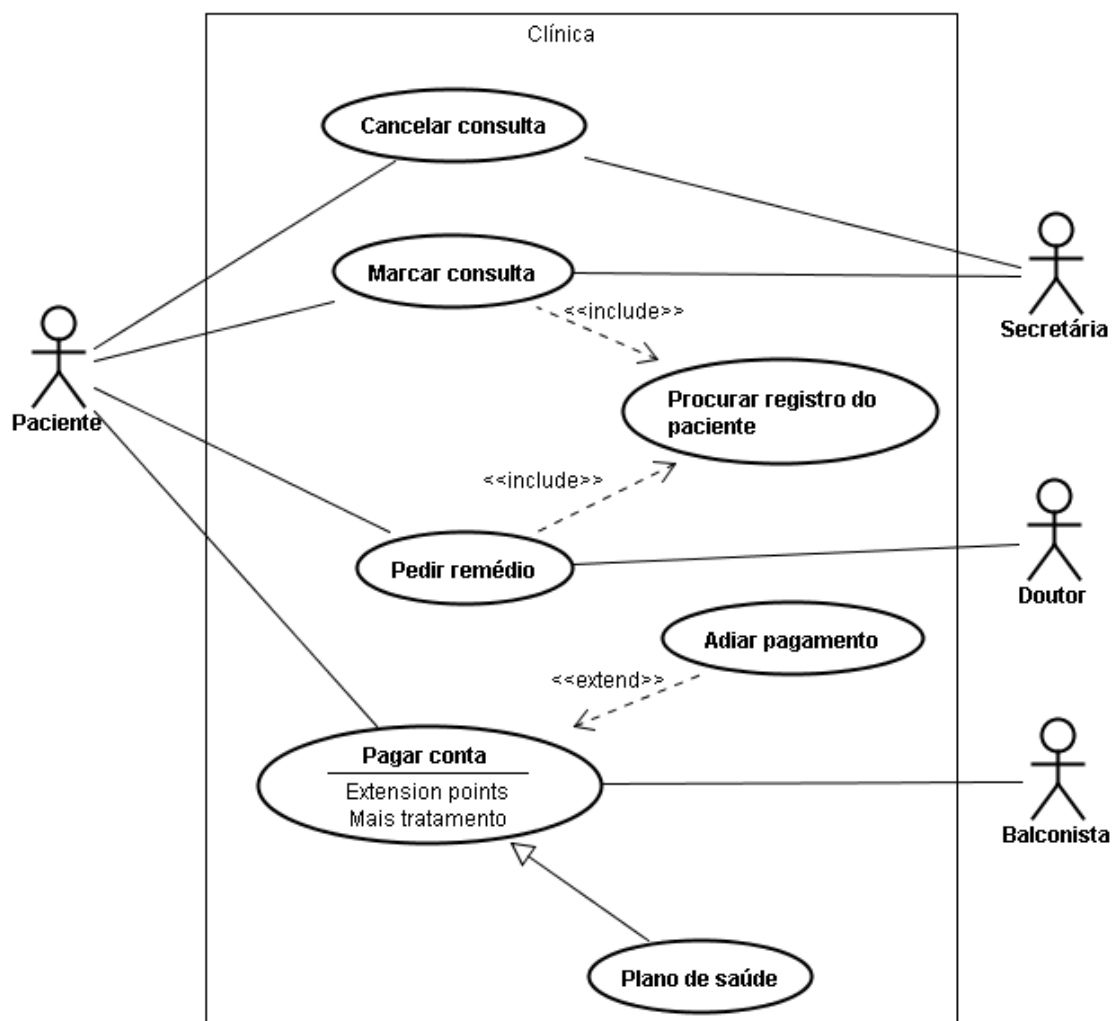 Clínica
Cancelar consulta
Marcar consulta
<<include>>
Secretária
Paciente
Procurar registro do
paciente
<<include>>
Pedir remédio
Doutor
Adiar pagamento
<<extend>>
Pagar conta
Extension points
Mais tratamento
Balconista
Plano de saúde